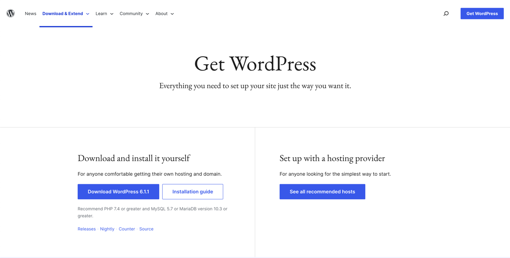 News Download & Extend Learn Community About Get WordPress
Get WordPress
Everything you need to set up your site just the way you want it.
Download and install it yourself
For anyone comfortable getting their own hosting and domain.
Download WordPress 6.1.1 Installation guide
Recommend PHP 7.4 or greater and MySQL 5.7 or MariaDB version 10.3 or
greater.
Releases · Nightly · Counter · Source
Set up with a hosting provider
For anyone looking for the simplest way to start.
See all recommended hosts